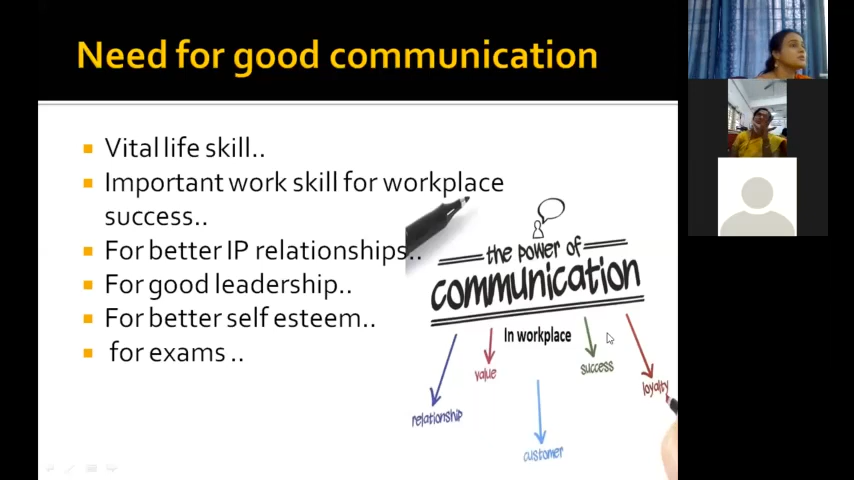 Need for good communication
Vital life skill..
Important work skill for workplace
success..
For better IP relationships..
For good leadership..
For better self esteem..
for exams ..
the power of
communication
In workplace
value
success
loyalty
relationship
customer